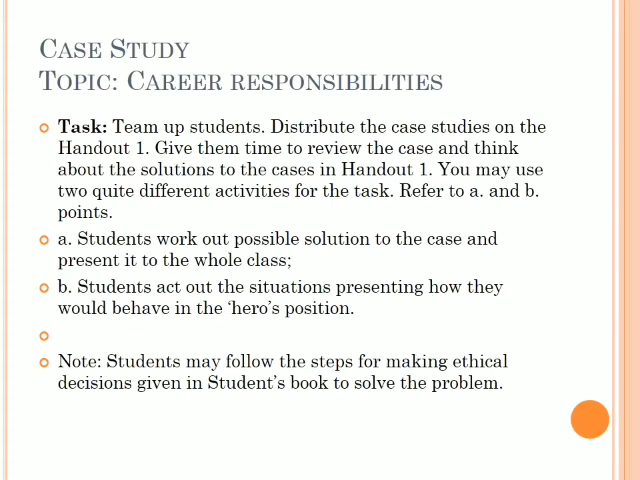 CASE STUDY
TOPIC: CAREER RESPONSIBILITIES
Task: Team up students. Distribute the case studies on the
Handout 1. Give them time to review the case and think
about the solutions to the cases in Handout 1. You may use
two quite different activities for the task. Refer to a. and b.
points.
a. Students work out possible solution to the case and
present it to the whole class;
b. Students act out the situations presenting how they
would behave in the ‘hero’s position.
Note: Students may follow the steps for making ethical
decisions given in Student’s book to solve the problem.